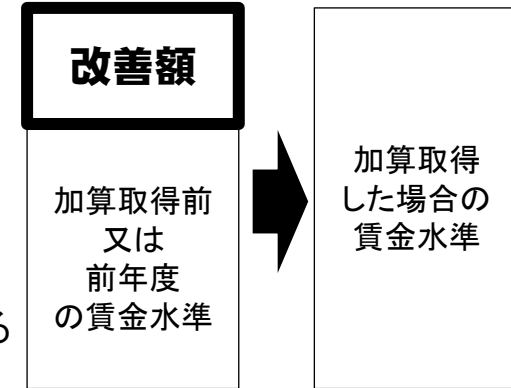 改善額
加算取得前
又は
前年度
の賃金水準
る
加算取得
した場合の
賃金水準